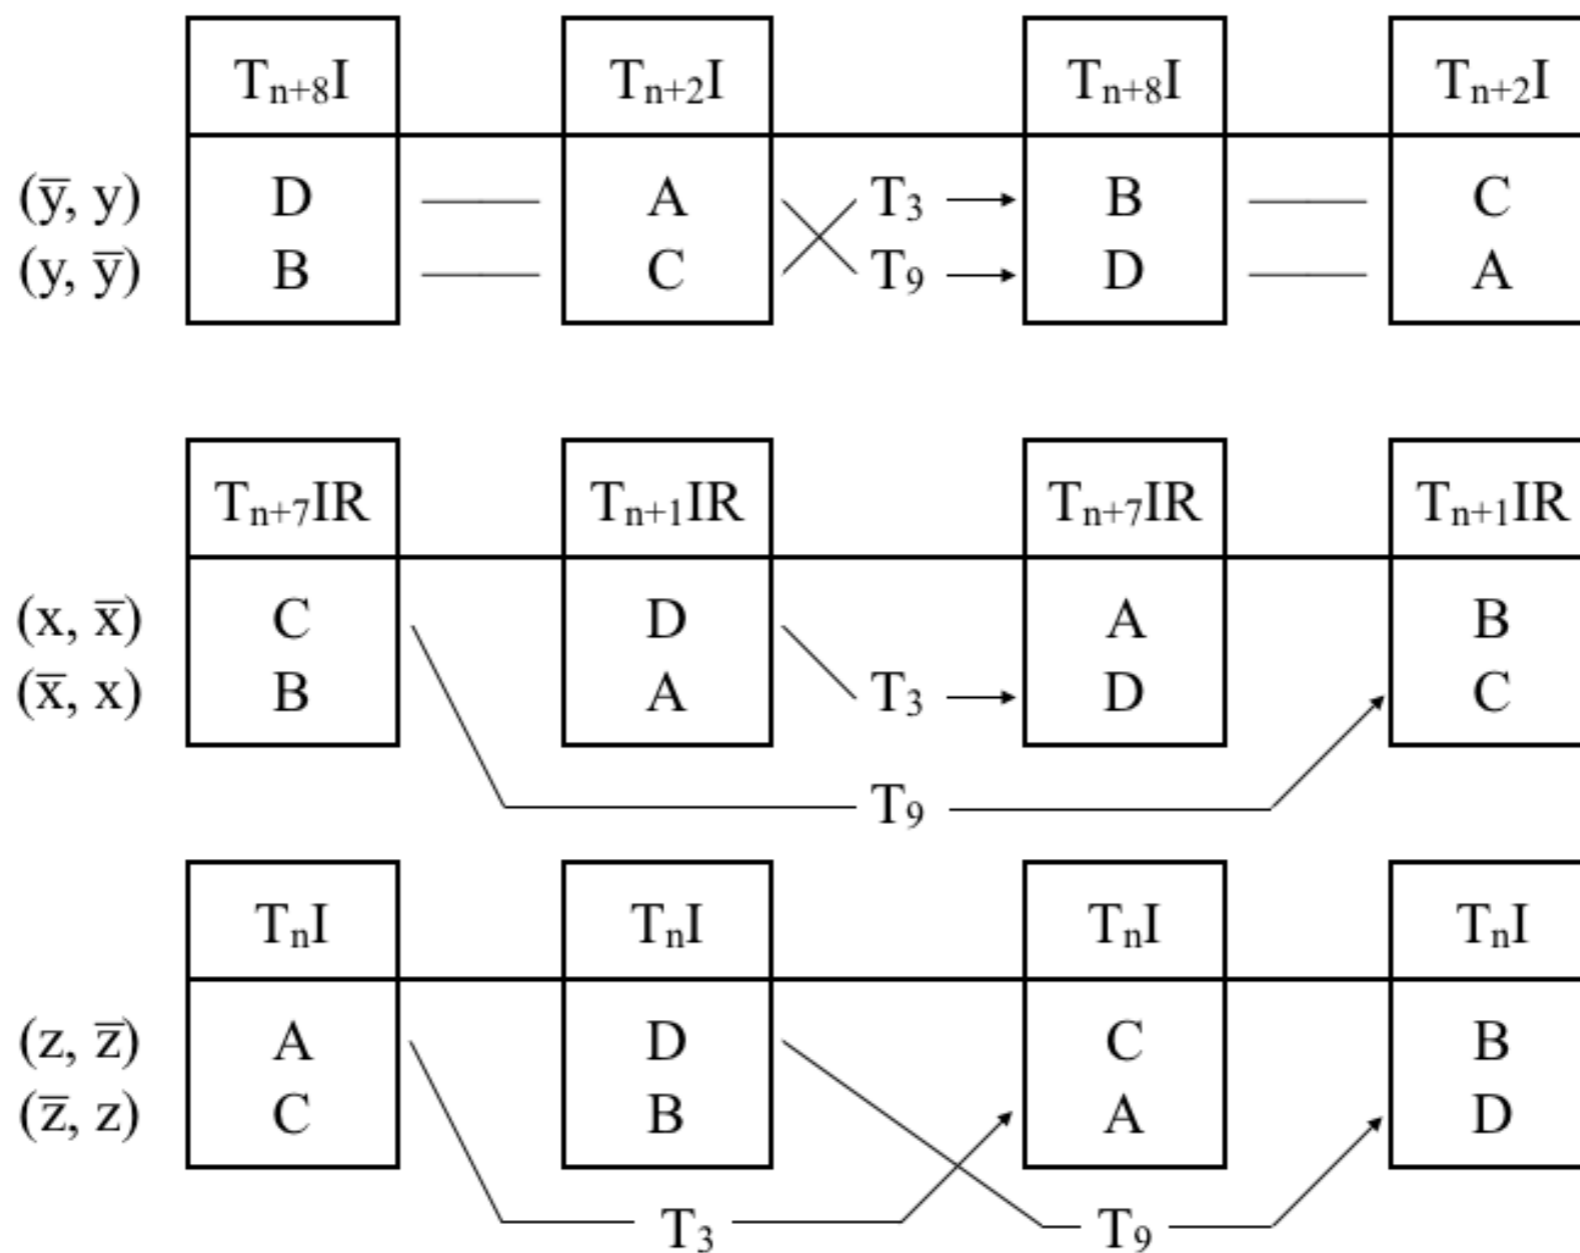 Tn+8I Tn+2I Tn+8I Tn+2I
(y̅, y) D A T3 B C
(y, y̅) B C T9 D A
Tn+7IR Tn+1IR Tn+7IR Tn+1IR
(x, x̅) C D A B
(x̅, x) B A T3 D C
T9
TnI TnI TnI TnI
(z, z̅) A D C B
(z̅, z) C B A D
T3 T9